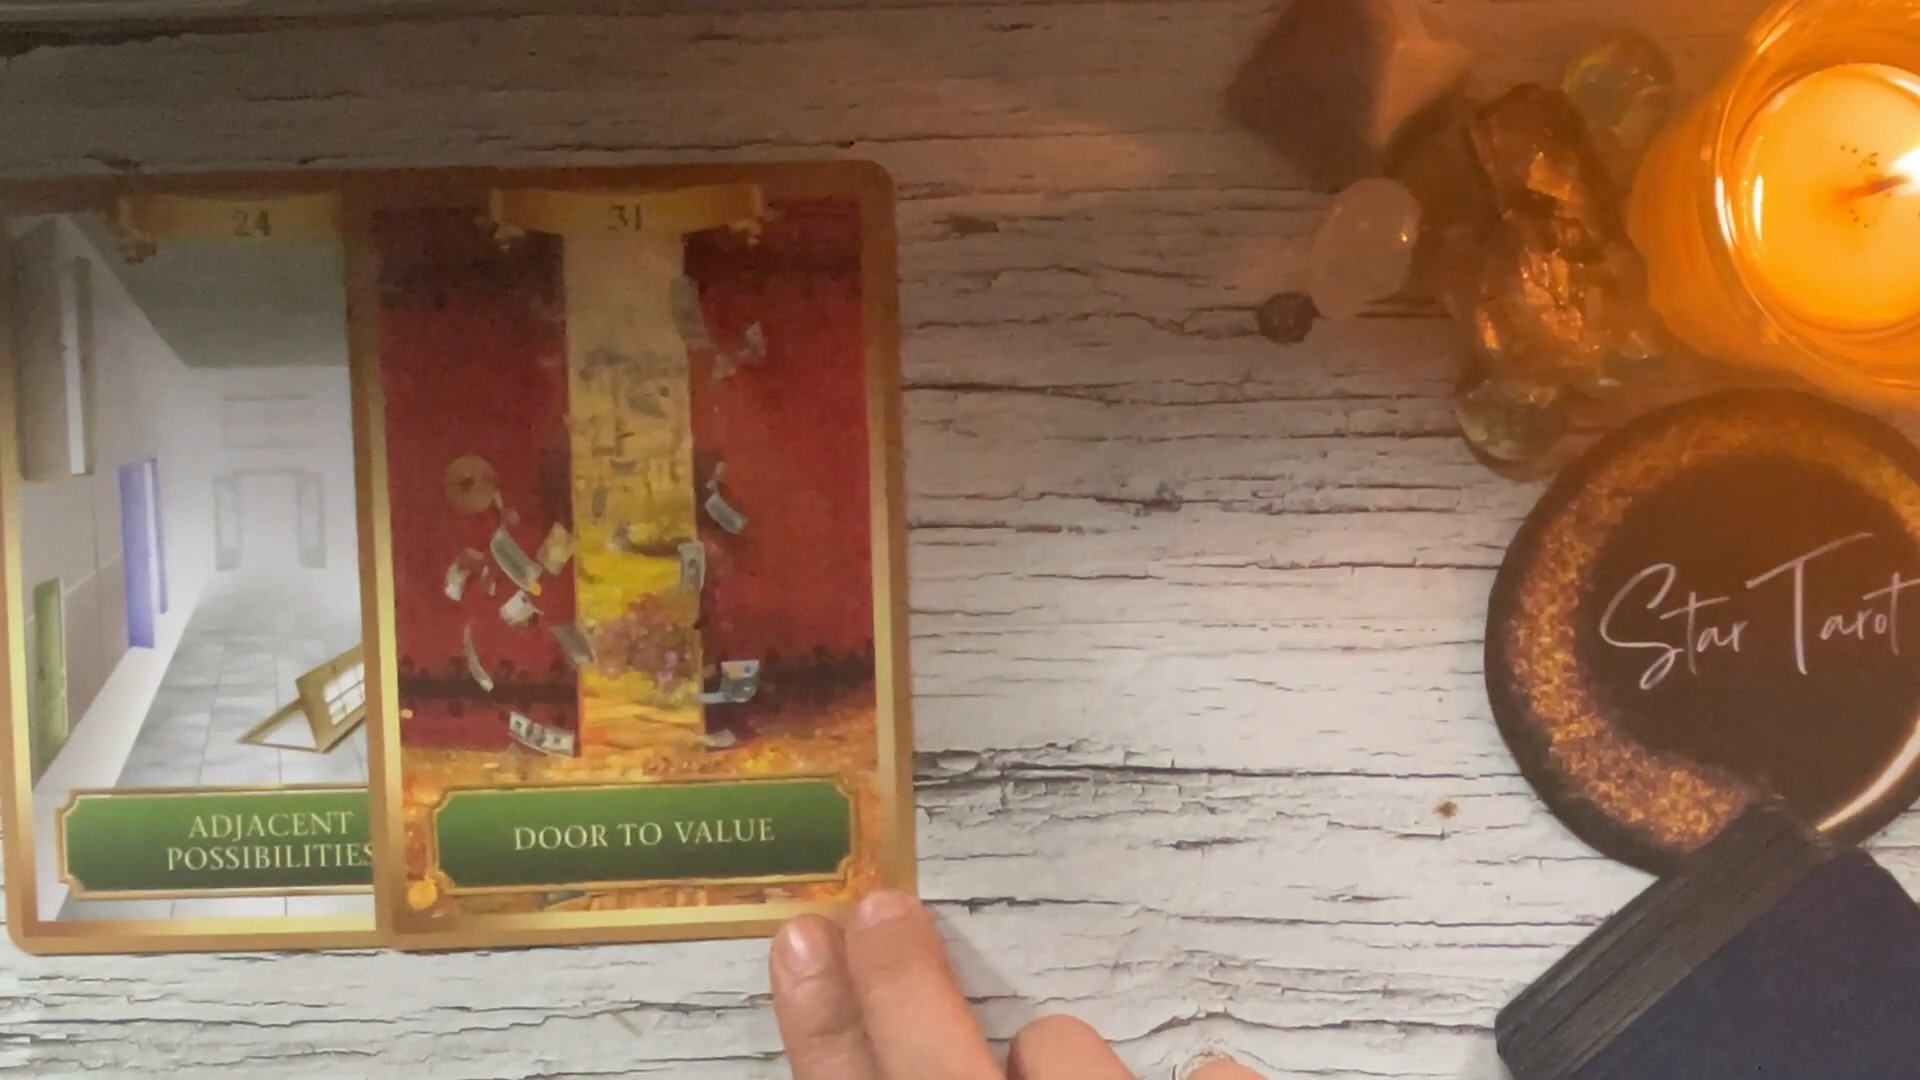 24
31
ADJACENT
POSSIBILITIES
DOOR TO VALUE
Star Tarot